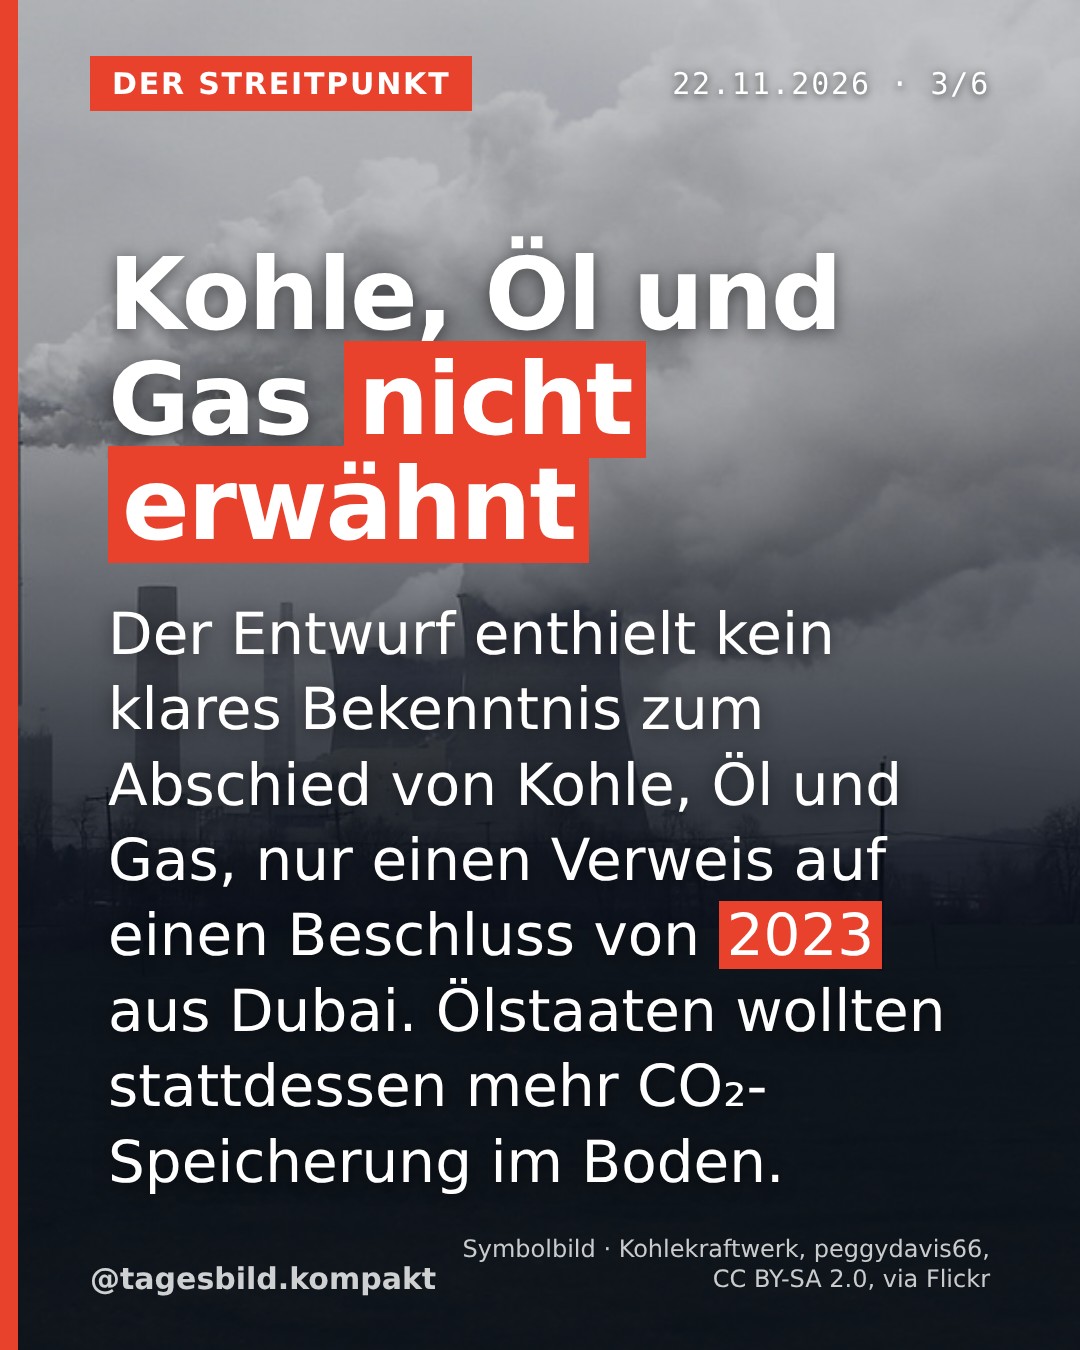 DER STREITPUNKT
22.11.2026 · 3/6
Kohle, Öl und
Gas nicht
erwähnt
Der Entwurf enthielt kein
klares Bekenntnis zum
Abschied von Kohle, Öl und
Gas, nur einen Verweis auf
einen Beschluss von 2023
aus Dubai. Ölstaaten wollten
stattdessen mehr CO₂-
Speicherung im Boden.
Symbolbild · Kohlekraftwerk, peggydavis66,
CC BY-SA 2.0, via Flickr
@tagesbild.kompakt